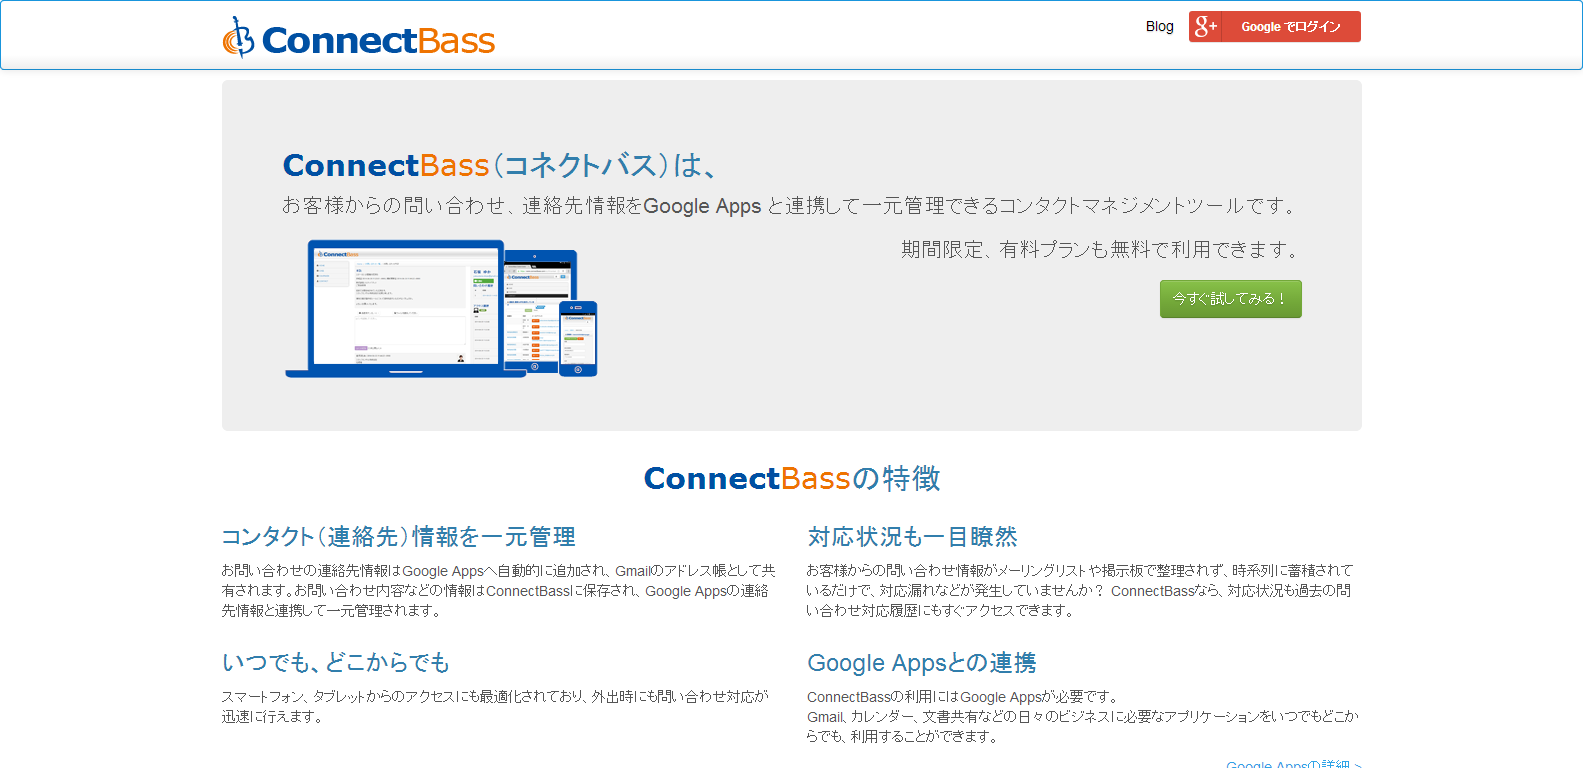 ConnectBass
Blog
Google でログイン
ConnectBass（コネクトバス）は、
お客様からの問い合わせ、連絡先情報をGoogle Apps と連携して一元管理できるコンタクトマネジメントツールです。
期間限定、有料プランも無料で利用できます。
今すぐ試してみる！
ConnectBassの特徴
コンタクト（連絡先）情報を一元管理
お問い合わせの連絡先情報はGoogle Appsへ自動的に追加され、Gmailのアドレス帳として共
有されます。お問い合わせ内容などの情報はConnectBassに保存され、Google Appsの連絡
先情報と連携して一元管理されます。
対応状況も一目瞭然
お客様からの問い合わせ情報がメーリングリストや掲示板で整理されず、時系列に蓄積されて
いるだけで、対応漏れなどが発生していませんか？ ConnectBassなら、対応状況も過去の問
い合わせ対応履歴にもすぐアクセスできます。
いつでも、どこからでも
スマートフォン、タブレットからのアクセスにも最適化されており、外出時にも問い合わせ対応が
迅速に行えます。
Google Appsとの連携
ConnectBassの利用にはGoogle Appsが必要です。
Gmail、カレンダー、文書共有などの日々のビジネスに必要なアプリケーションをいつでもどこか
らでも、利用することができます。
Google Appsの詳細 >